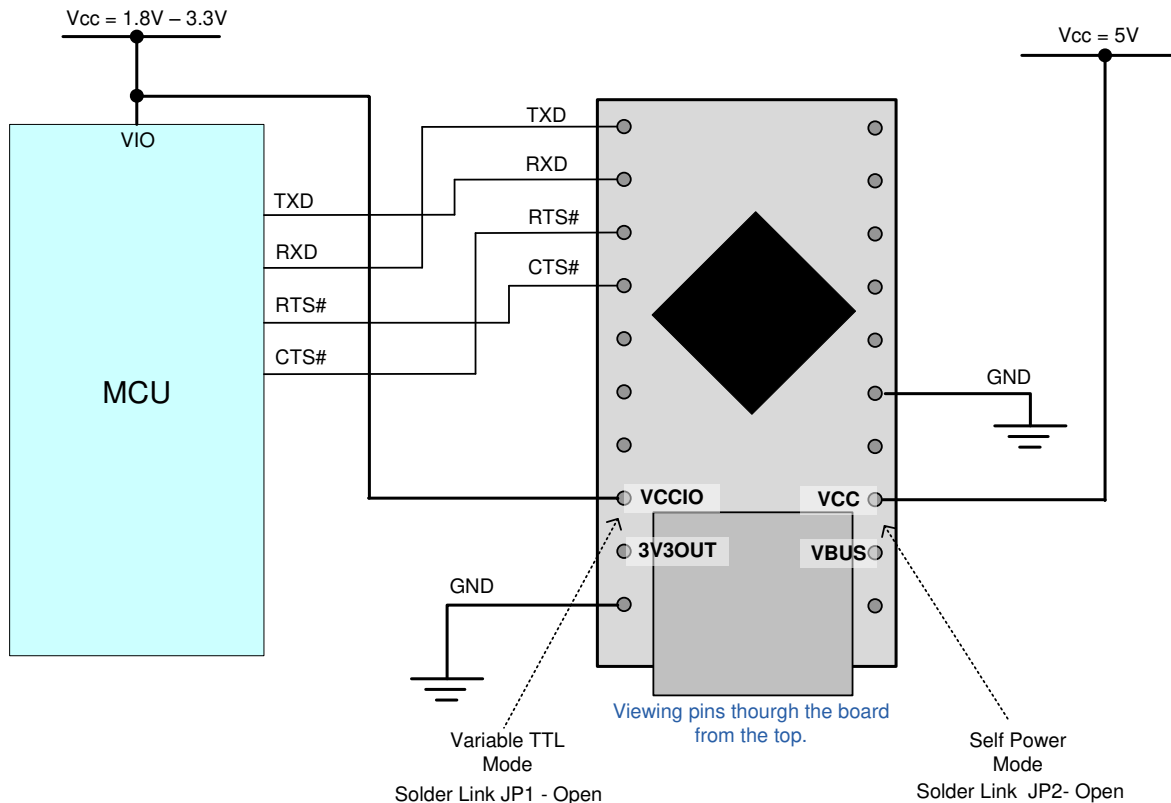 Vcc = 1.8V – 3.3V
Vcc = 5V
VIO
TXD
RXD
RTS#
CTS#
MCU
TXD
RXD
RTS#
CTS#
GND
VCCIO
VCC
3V3OUT
VBUS
GND
Viewing pins thourgh the board
from the top.
Variable TTL
Mode
Solder Link JP1 - Open
Self Power
Mode
Solder Link  JP2- Open